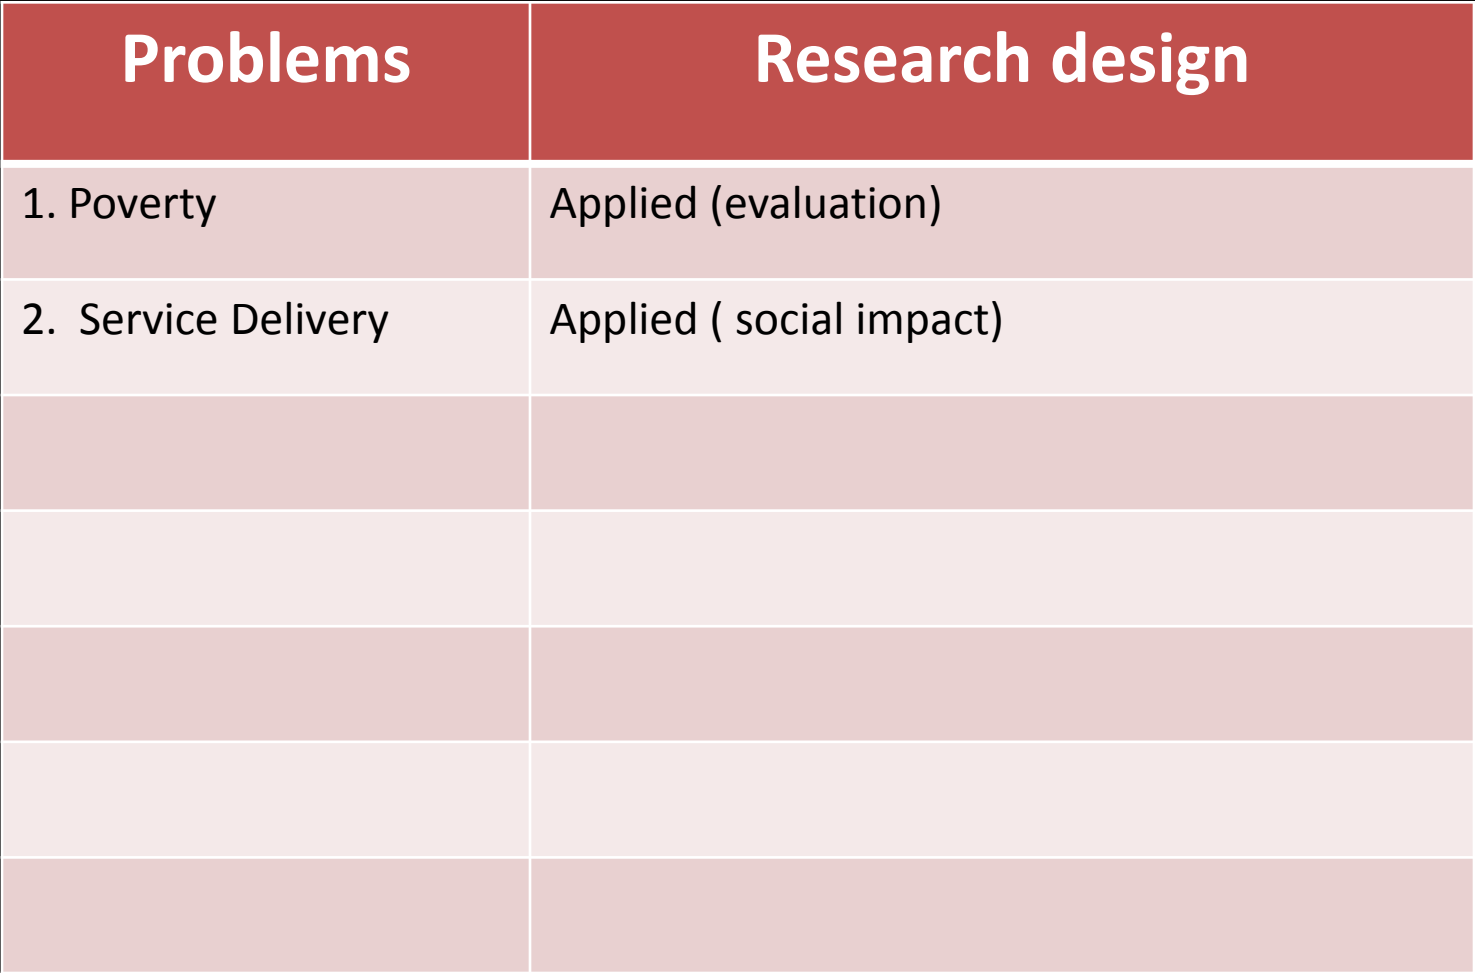 Problems Research design
1. Poverty Applied (evaluation)
2.  Service Delivery Applied ( social impact)